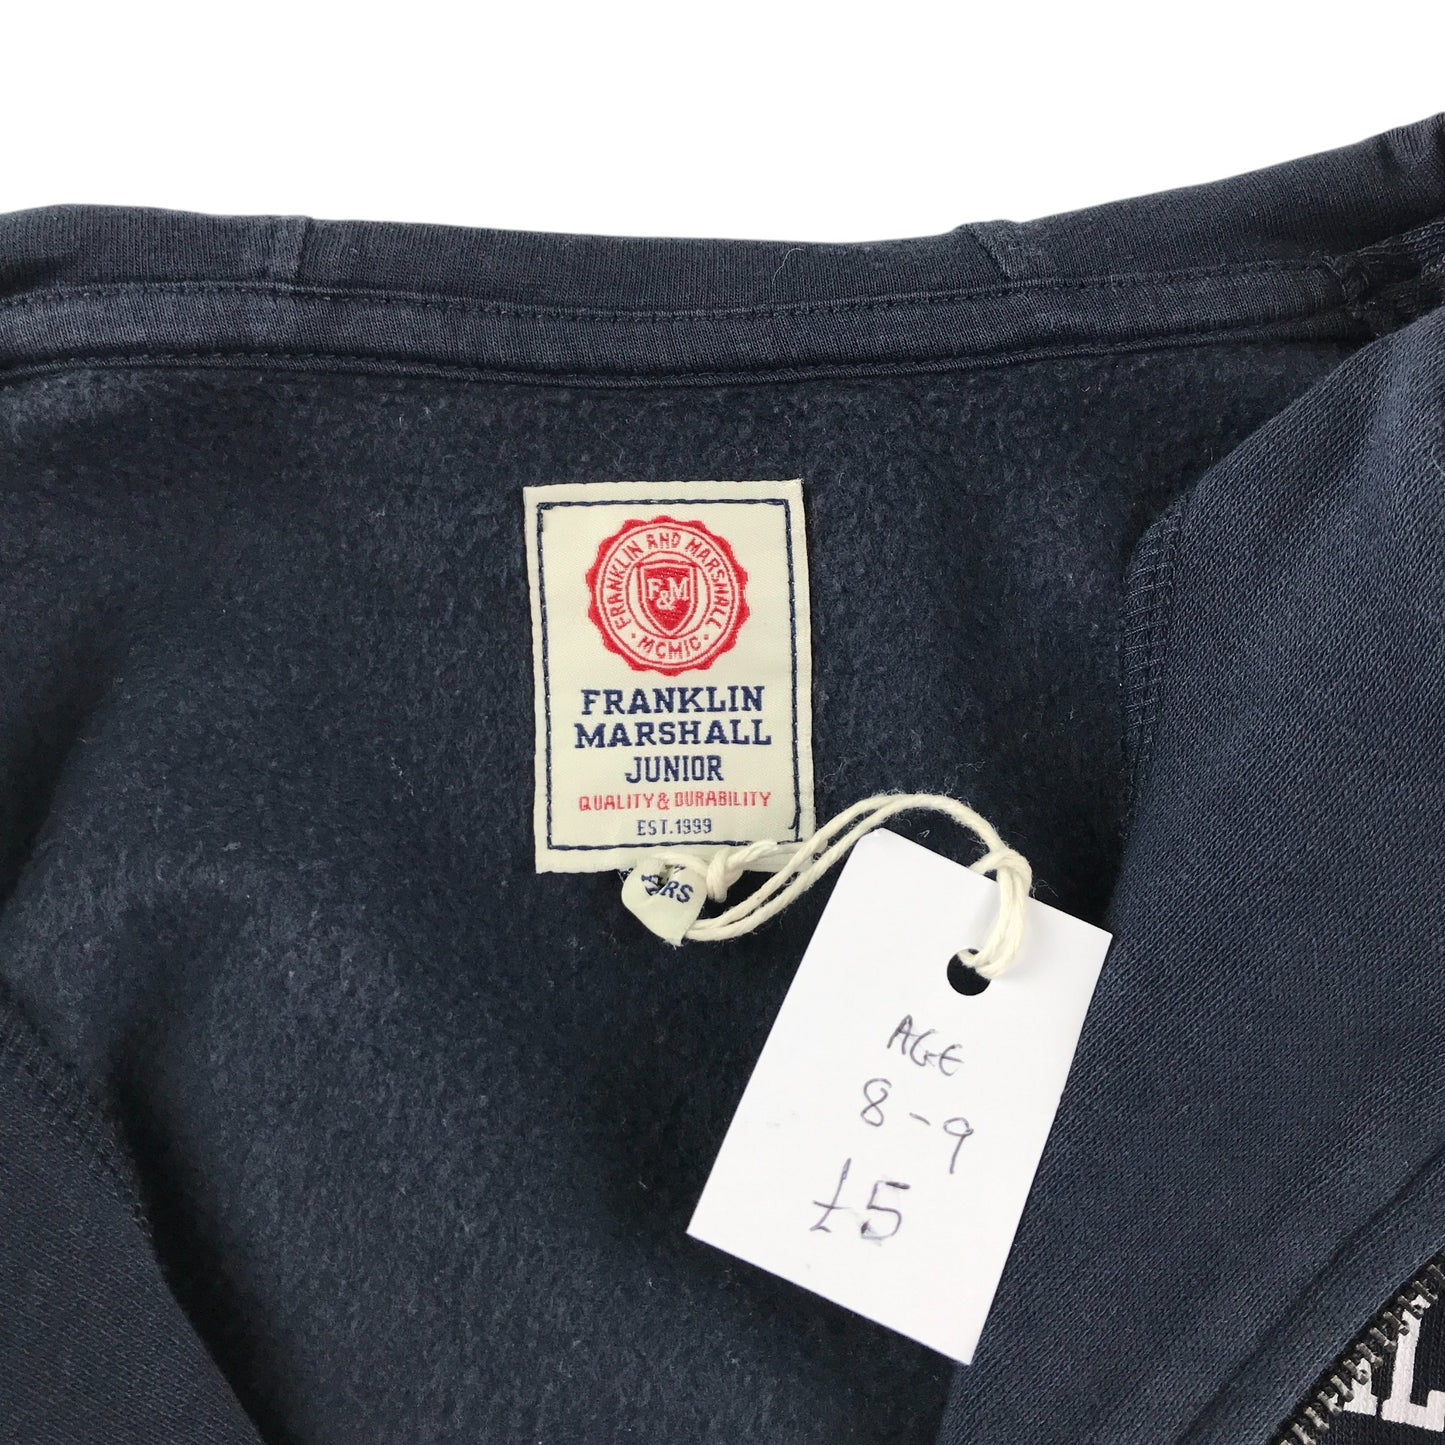 FRANKLIN AND MARSHALL
F&M
· MCMIC ·
FRANKLIN
MARSHALL
JUNIOR
QUALITY & DURABILITY
EST.1999
AGE
8-9
£5